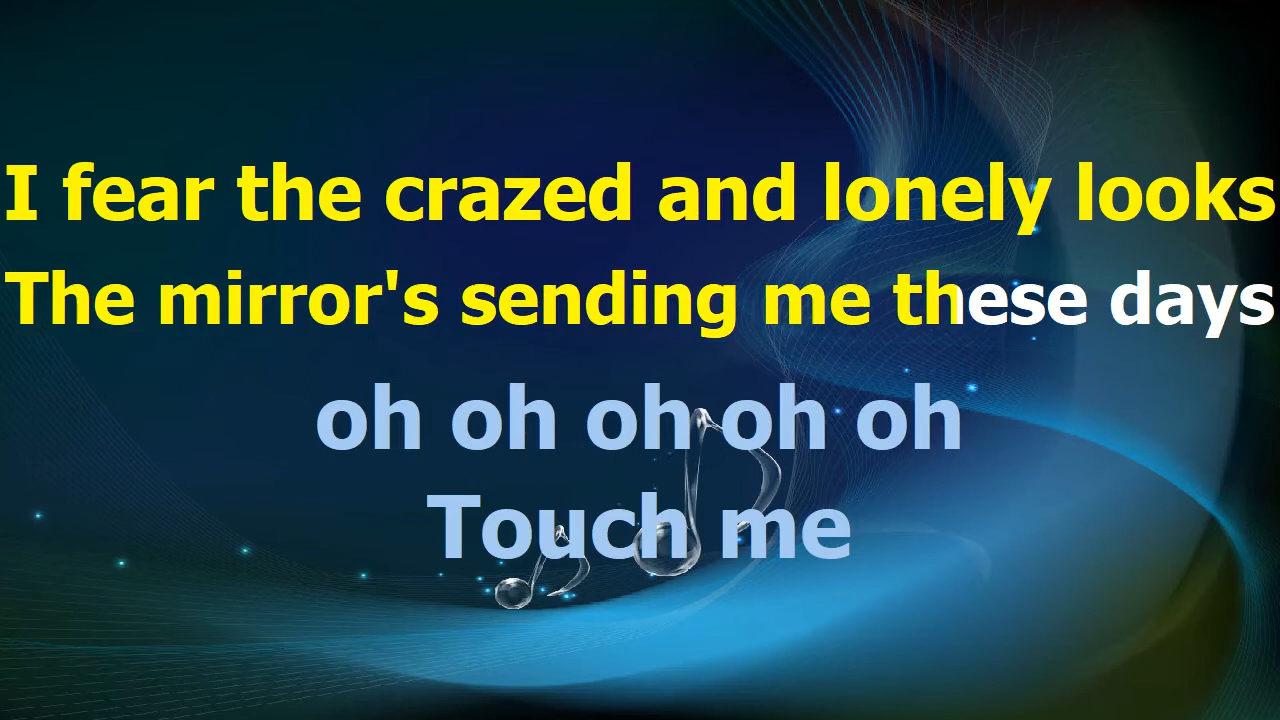 I fear the crazed and lonely looks
The mirror's sending me these days
oh oh oh oh oh
Touch me